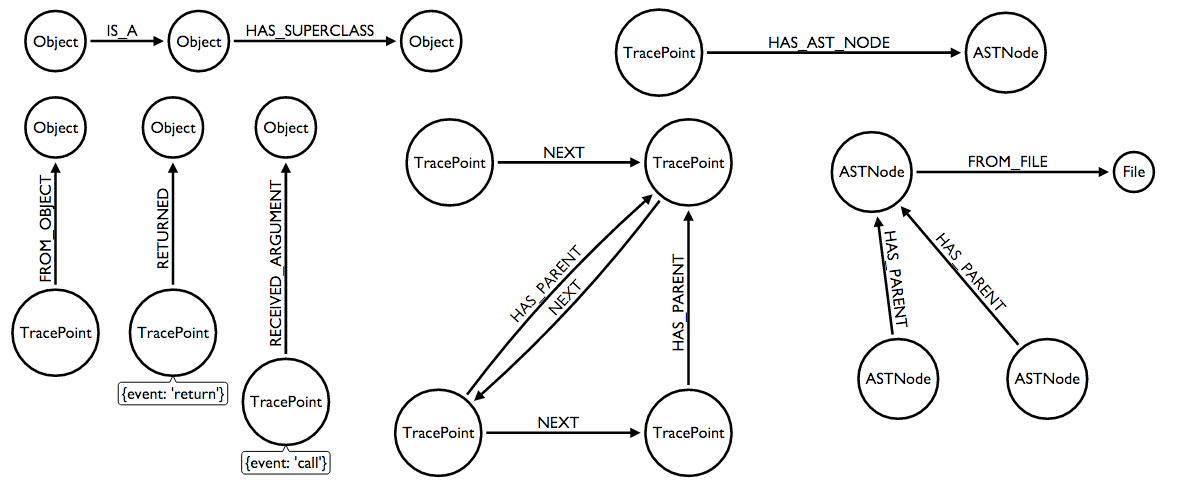 Object
IS_A
Object
HAS_SUPERCLASS
Object
TracePoint
HAS_AST_NODE
ASTNode
Object
Object
Object
FROM_OBJECT
RETURNED
RECEIVED_ARGUMENT
TracePoint
TracePoint
{event: 'return'}
TracePoint
{event: 'call'}
TracePoint
NEXT
TracePoint
HAS_PARENT
NEXT
HAS_PARENT
TracePoint
NEXT
TracePoint
ASTNode
FROM_FILE
File
HAS_PARENT
HAS_PARENT
ASTNode
ASTNode